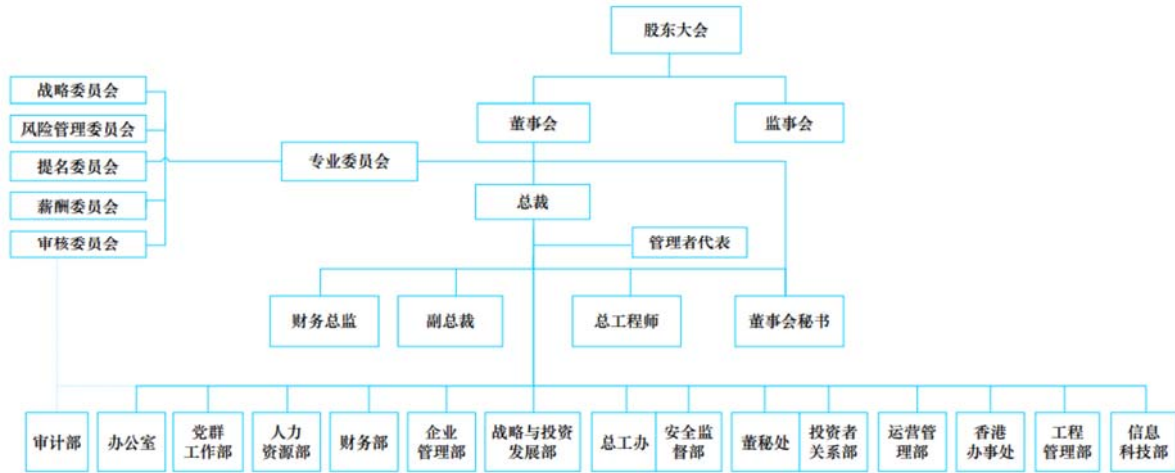 股东大会
战略委员会
风险管理委员会
提名委员会
薪酬委员会
审核委员会
董事会
监事会
专业委员会
总裁
管理者代表
财务总监
副总裁
总工程师
董事会秘书
审计部
办公室
党群
工作部
人力
资源部
财务部
企业
管理部
战略与投资
发展部
总工办
安全监
督部
董秘处
投资者
关系部
运营管
理部
香港
办事处
工程
管理部
信息
科技部